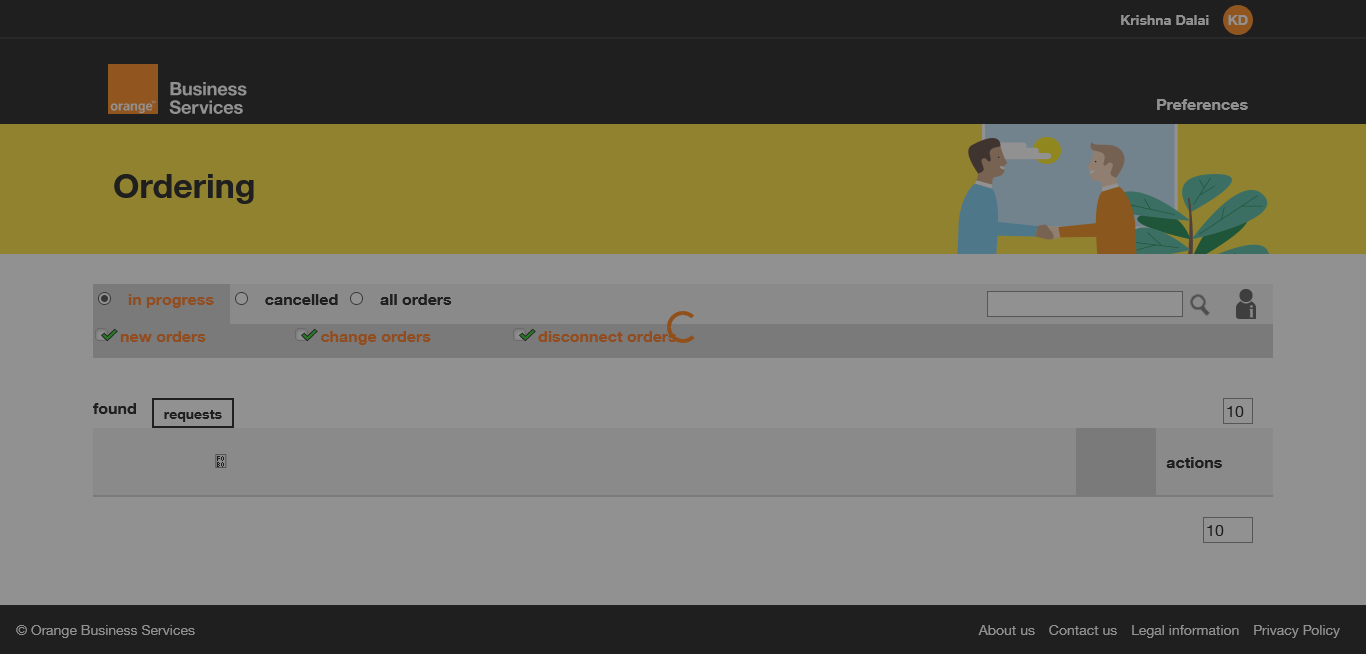 Krishna Dalai KD
orange™ Business
Services
Preferences
Ordering
in progress cancelled all orders
new orders change orders disconnect orders
found requests 10
actions
10
© Orange Business Services About us Contact us Legal information Privacy Policy